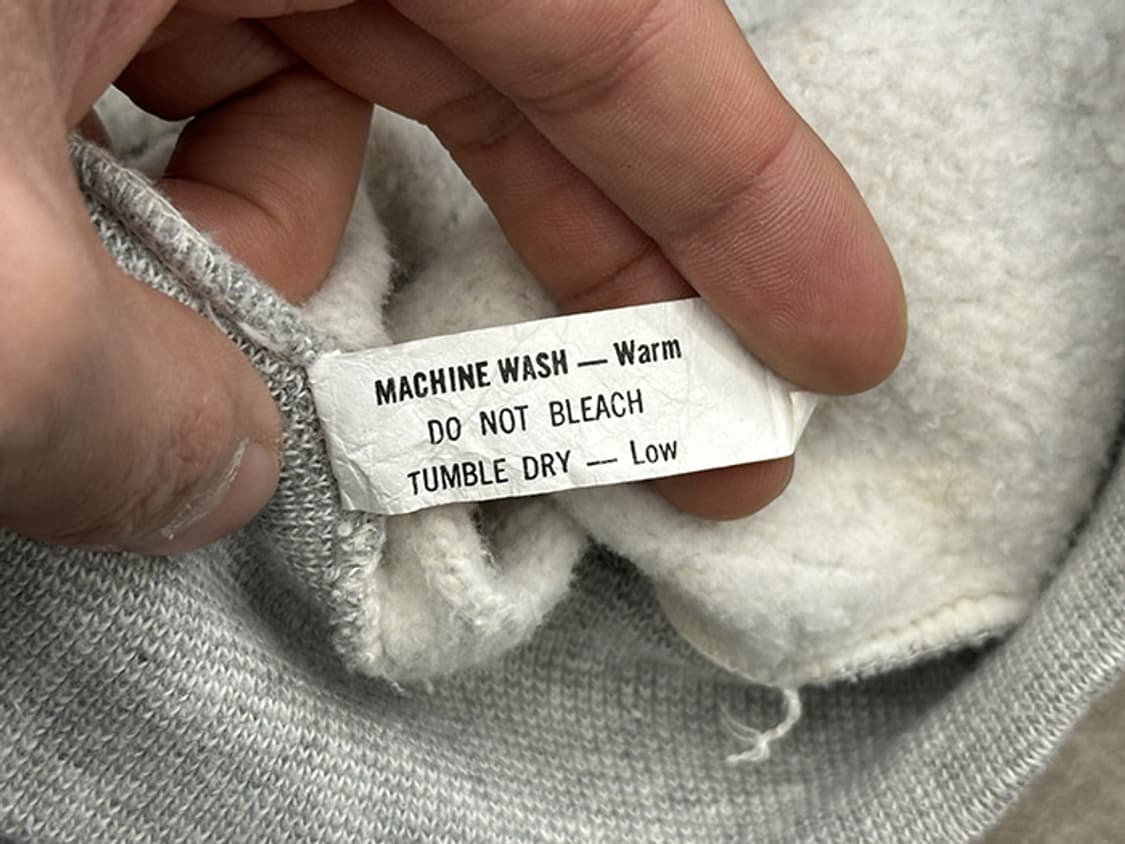 MACHINE WASH — Warm
DO NOT BLEACH
TUMBLE DRY — Low